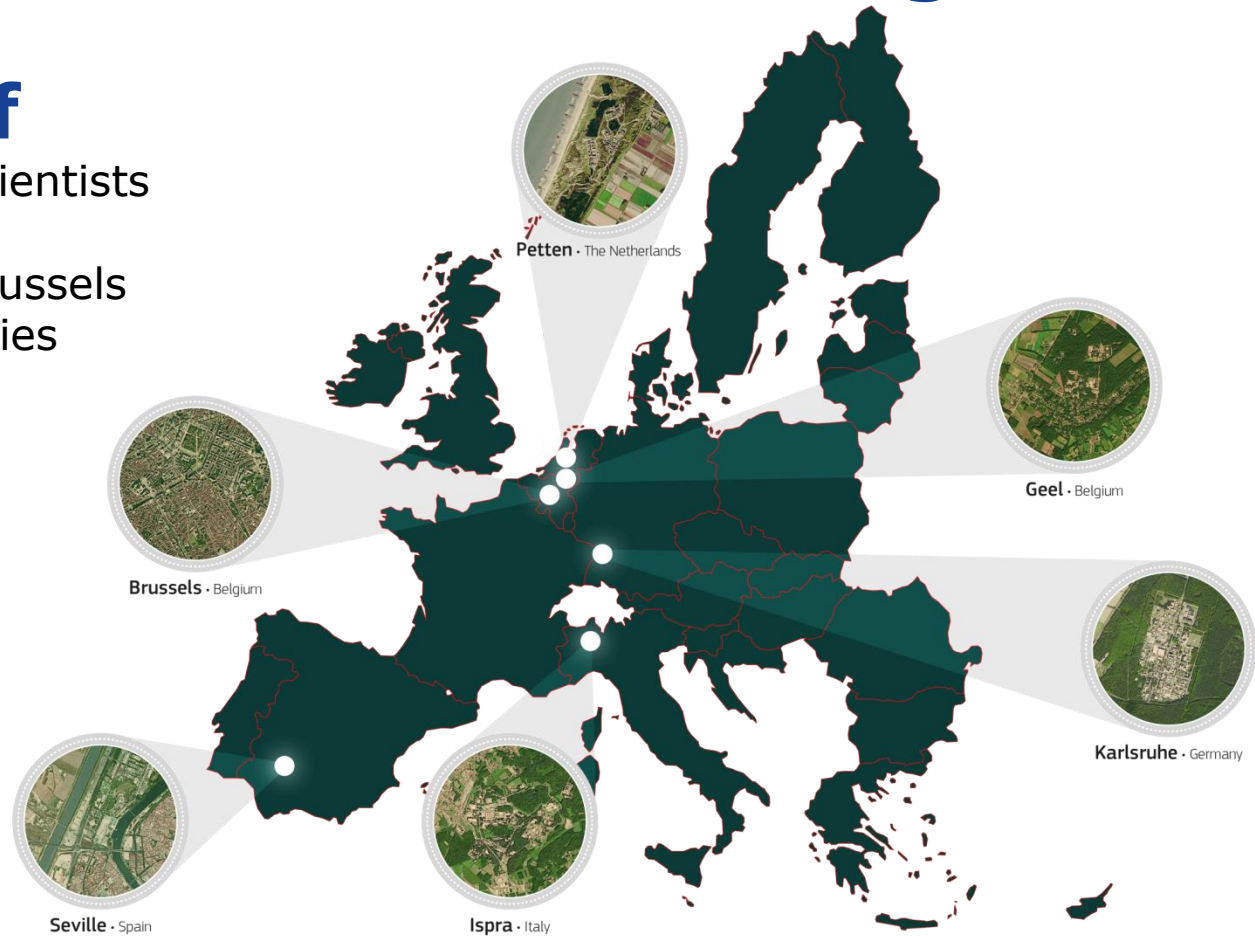 f
ientists
ussels
ies
Petten · The Netherlands
Geel · Belgium
Brussels · Belgium
Karlsruhe · Germany
Seville · Spain
Ispra · Italy